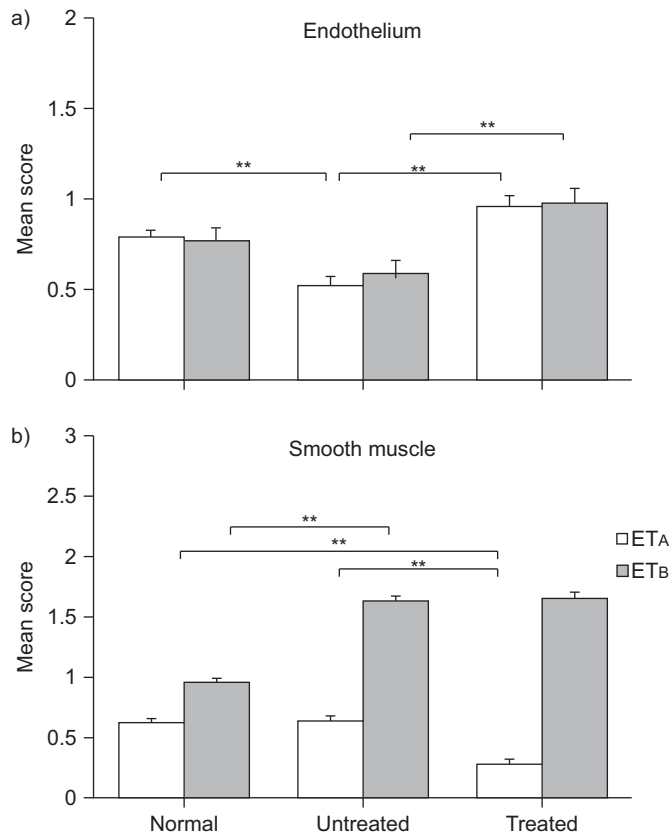 a)
Endothelium
2
1.5
1
0.5
0
Mean score
**
**
**
b)
Smooth muscle
3
2.5
2
1.5
1
0.5
0
Mean score
**
**
**
ETA
ETB
Normal Untreated Treated